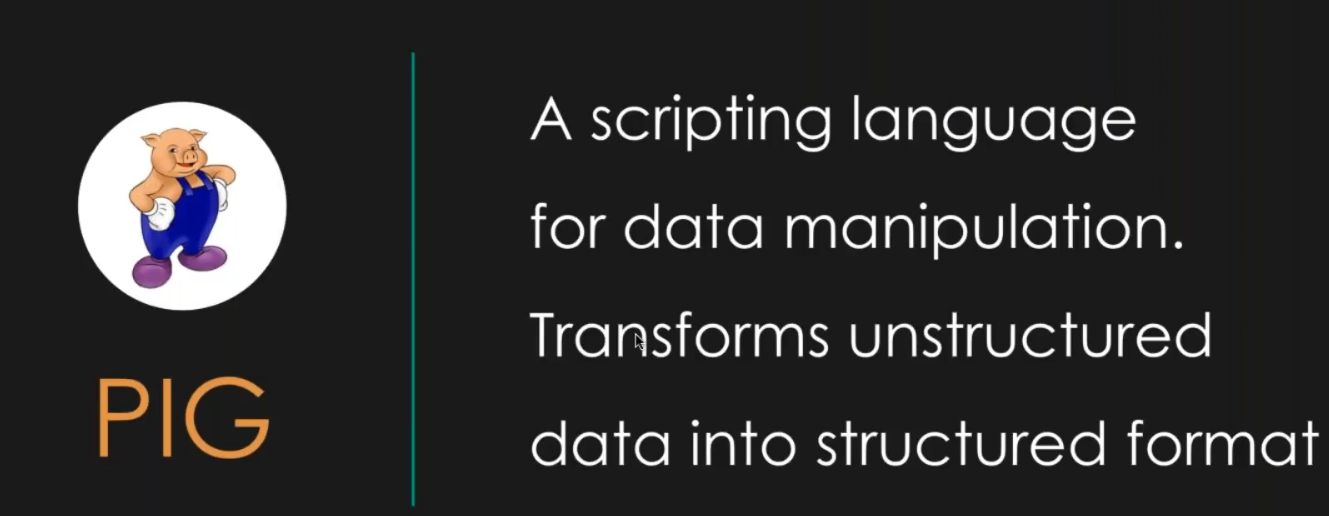 A scripting language
for data manipulation.
Transforms unstructured
data into structured format
PIG